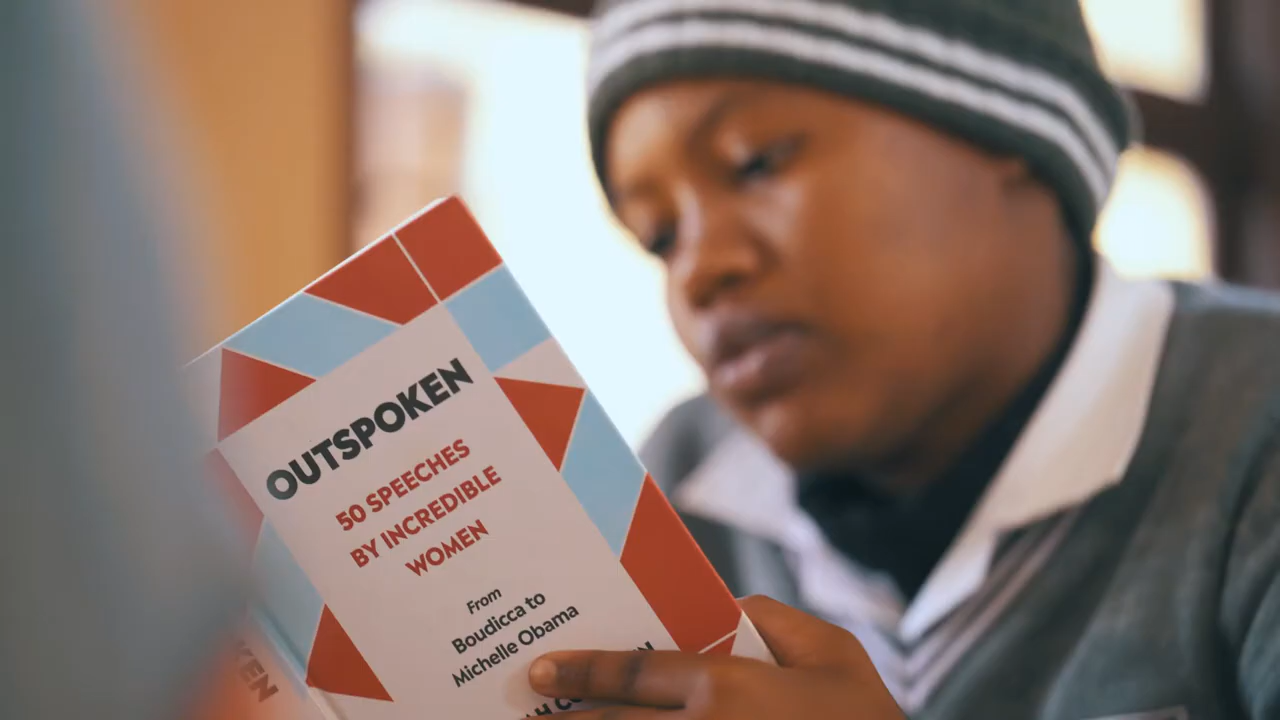 OUTSPOKEN
50 SPEECHES
BY INCREDIBLE
WOMEN
From
Boudicca to
Michelle Obama